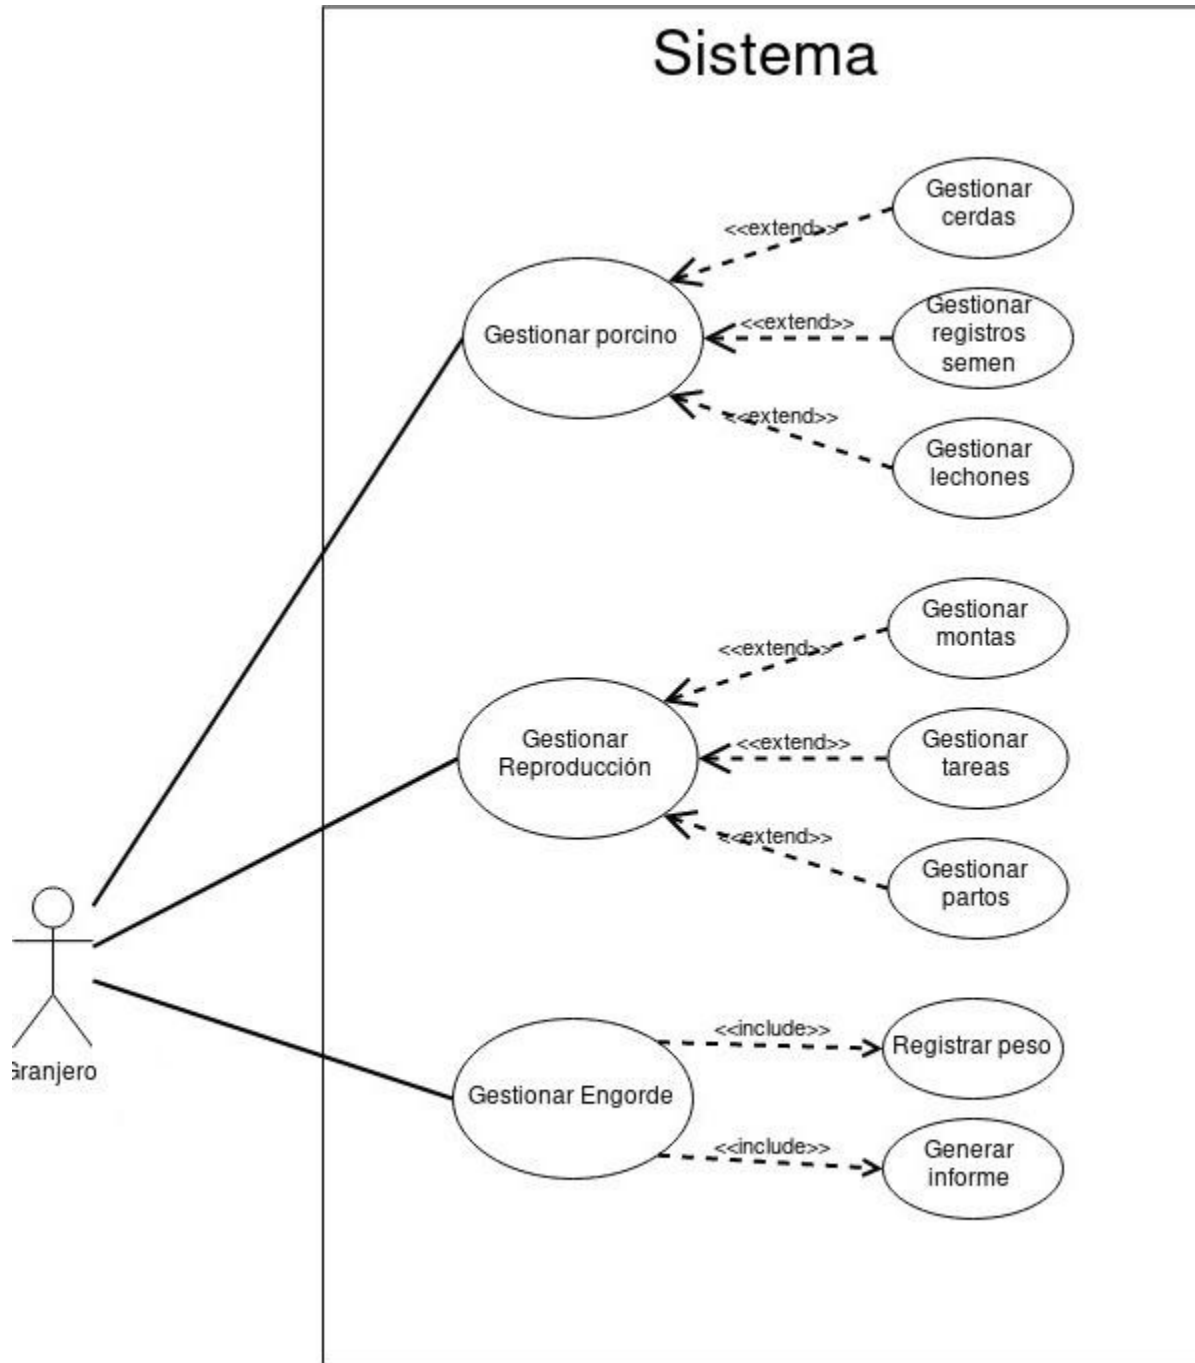 Sistema
Gestionar
cerdas
<<extend>>
Gestionar
registros
semen
<<extend>>
Gestionar porcino
<<extend>>
Gestionar
lechones
Gestionar
montas
<<extend>>
Gestionar
Reproducción
<<extend>>
Gestionar
tareas
<<extend>>
Gestionar
partos
Granjero
<<include>>
Registrar peso
Gestionar Engorde
<<include>>
Generar
informe